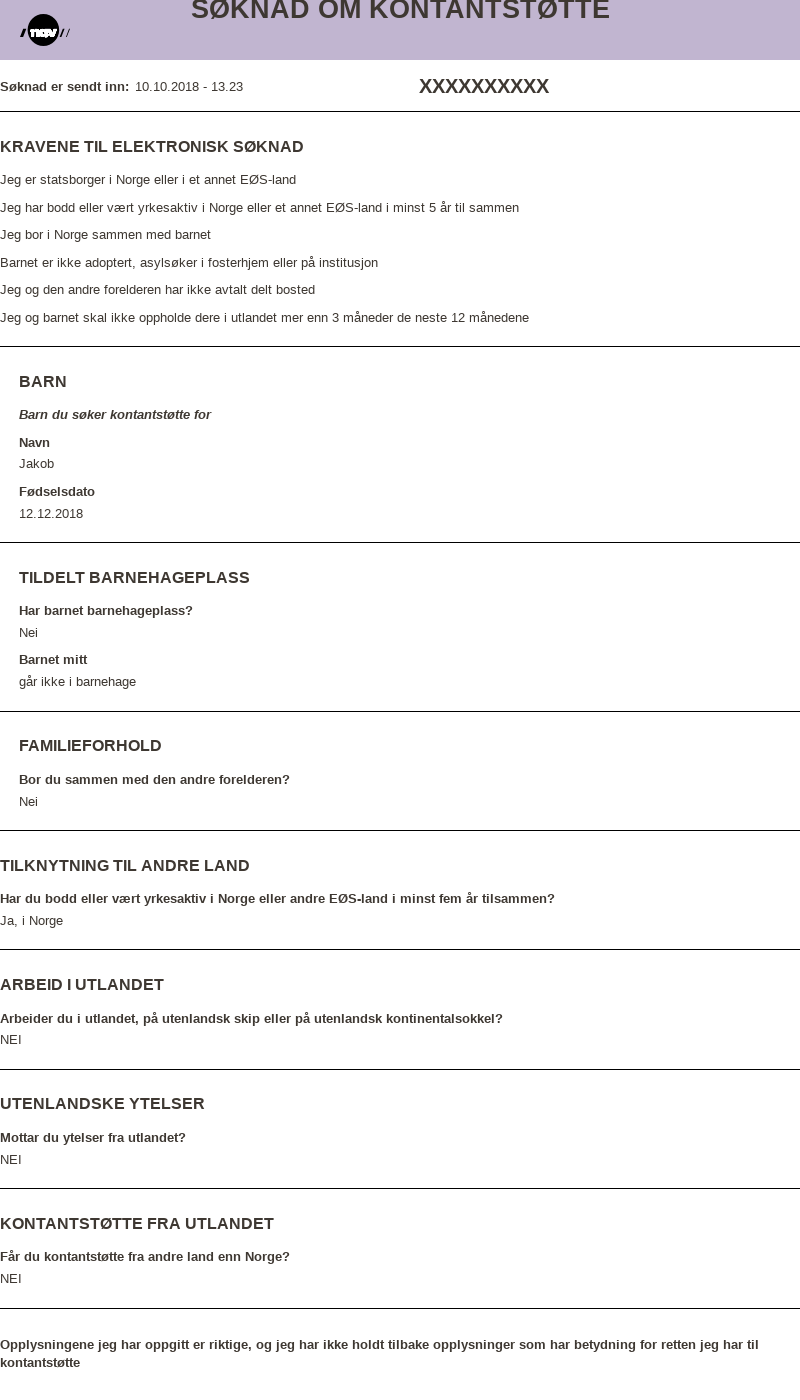 SØKNAD OM KONTANTSTØTTE
nav
Søknad er sendt inn: 10.10.2018 - 13.23 XXXXXXXXXX
KRAVENE TIL ELEKTRONISK SØKNAD
Jeg er statsborger i Norge eller i et annet EØS-land
Jeg har bodd eller vært yrkesaktiv i Norge eller et annet EØS-land i minst 5 år til sammen
Jeg bor i Norge sammen med barnet
Barnet er ikke adoptert, asylsøker i fosterhjem eller på institusjon
Jeg og den andre forelderen har ikke avtalt delt bosted
Jeg og barnet skal ikke oppholde dere i utlandet mer enn 3 måneder de neste 12 månedene
BARN
Barn du søker kontantstøtte for
Navn
Jakob
Fødselsdato
12.12.2018
TILDELT BARNEHAGEPLASS
Har barnet barnehageplass?
Nei
Barnet mitt
går ikke i barnehage
FAMILIEFORHOLD
Bor du sammen med den andre forelderen?
Nei
TILKNYTNING TIL ANDRE LAND
Har du bodd eller vært yrkesaktiv i Norge eller andre EØS-land i minst fem år tilsammen?
Ja, i Norge
ARBEID I UTLANDET
Arbeider du i utlandet, på utenlandsk skip eller på utenlandsk kontinentalsokkel?
NEI
UTENLANDSKE YTELSER
Mottar du ytelser fra utlandet?
NEI
KONTANTSTØTTE FRA UTLANDET
Får du kontantstøtte fra andre land enn Norge?
NEI
Opplysningene jeg har oppgitt er riktige, og jeg har ikke holdt tilbake opplysninger som har betydning for retten jeg har til
kontantstøtte